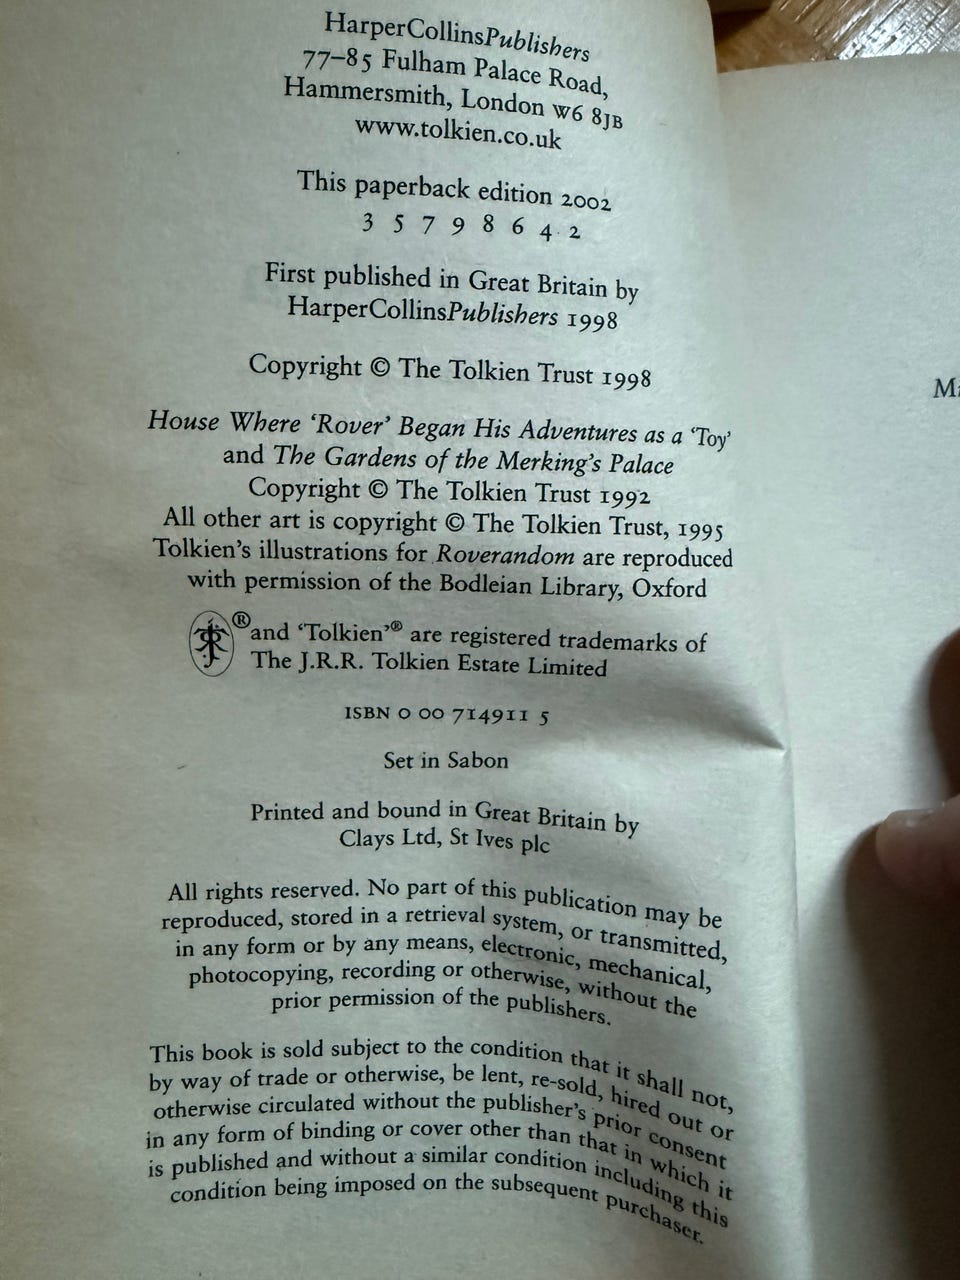 HarperCollinsPublishers
77–85 Fulham Palace Road,
Hammersmith, London W6 8JB
www.tolkien.co.uk
This paperback edition 2002
3 5 7 9 8 6 4 2
First published in Great Britain by
HarperCollinsPublishers 1998
Copyright © The Tolkien Trust 1998
House Where ‘Rover’ Began His Adventures as a ‘Toy’
and The Gardens of the Merking’s Palace
Copyright © The Tolkien Trust 1992
All other art is copyright © The Tolkien Trust, 1995
Tolkien’s illustrations for Roverandom are reproduced
with permission of the Bodleian Library, Oxford
® and ‘Tolkien’® are registered trademarks of
The J.R.R. Tolkien Estate Limited
ISBN 0 00 714911 5
Set in Sabon
Printed and bound in Great Britain by
Clays Ltd, St Ives plc
All rights reserved. No part of this publication may be
reproduced, stored in a retrieval system, or transmitted,
in any form or by any means, electronic, mechanical,
photocopying, recording or otherwise, without the
prior permission of the publishers.
This book is sold subject to the condition that it shall not,
by way of trade or otherwise, be lent, re-sold, hired out or
otherwise circulated without the publisher’s prior consent
in any form of binding or cover other than that in which it
is published and without a similar condition including this
condition being imposed on the subsequent purchaser.